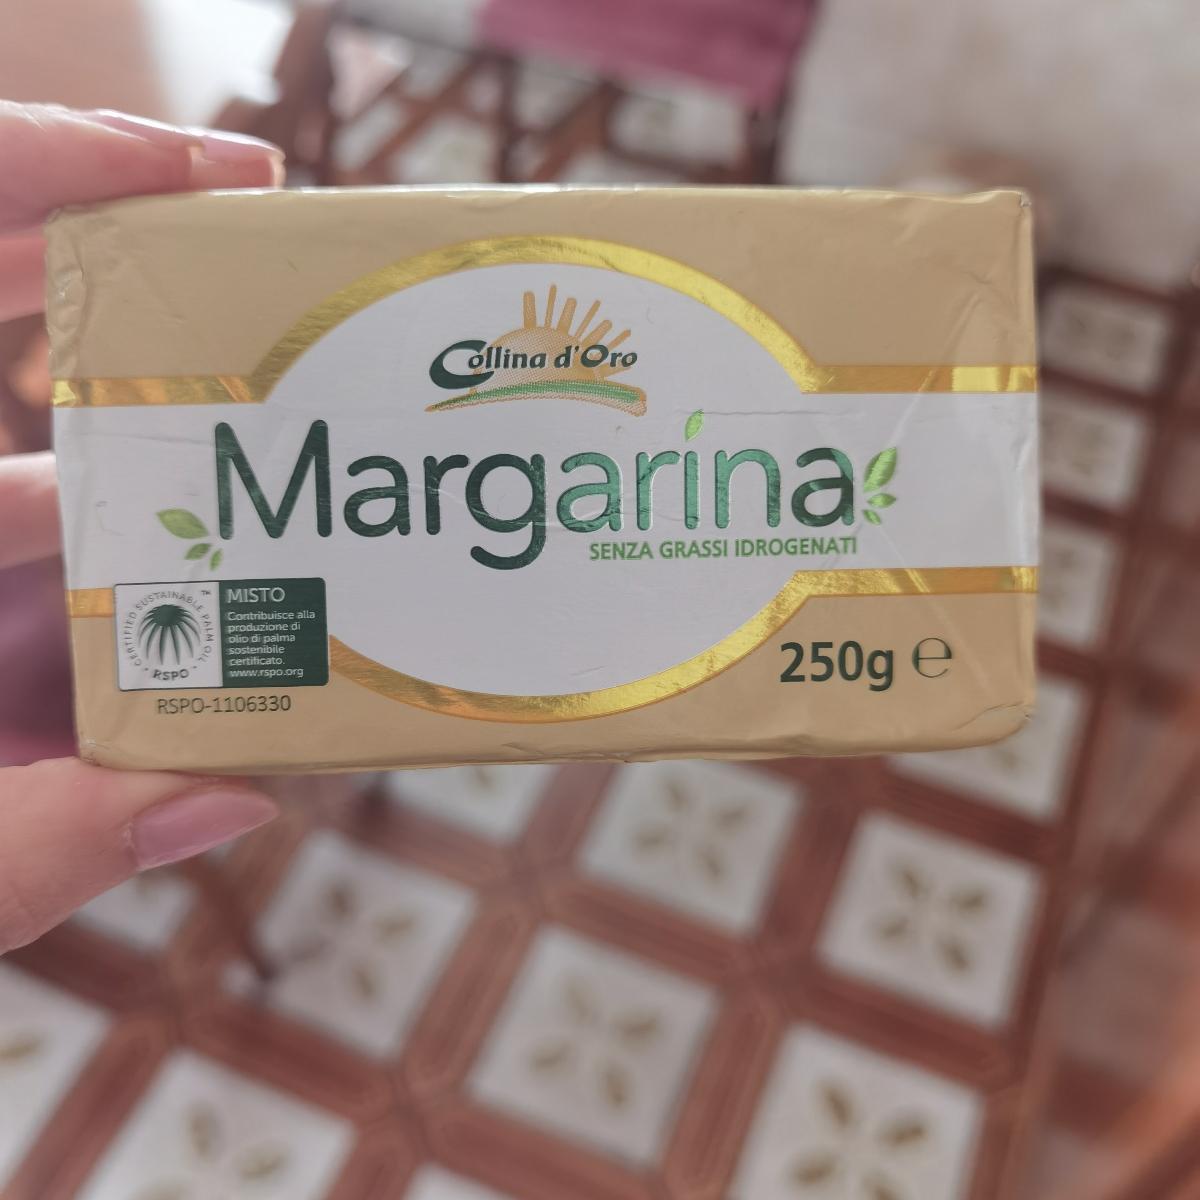 Collina d'Oro
Margarina
SENZA GRASSI IDROGENATI
CERTIFIED SUSTAINABLE PALM OIL
TM
RSPO
MISTO
Contribuisce alla
produzione di
olio di palma
sostenibile
certificato.
www.rspo.org
RSPO-1106330
250g ℮